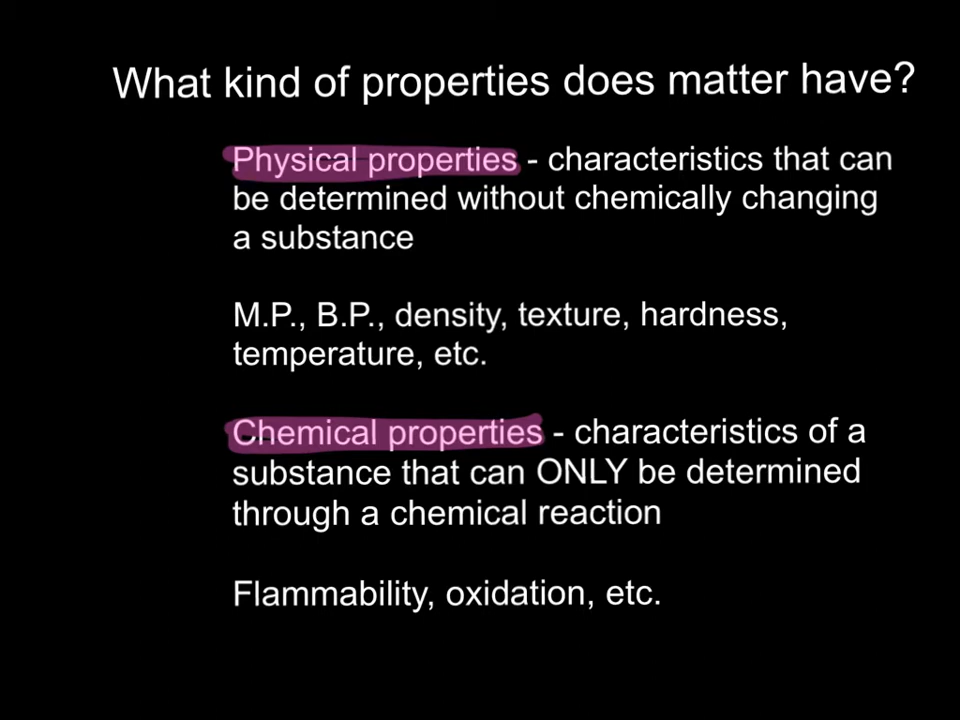 What kind of properties does matter have?
Physical properties - characteristics that can
be determined without chemically changing
a substance
M.P., B.P., density, texture, hardness,
temperature, etc.
Chemical properties - characteristics of a
substance that can ONLY be determined
through a chemical reaction
Flammability, oxidation, etc.